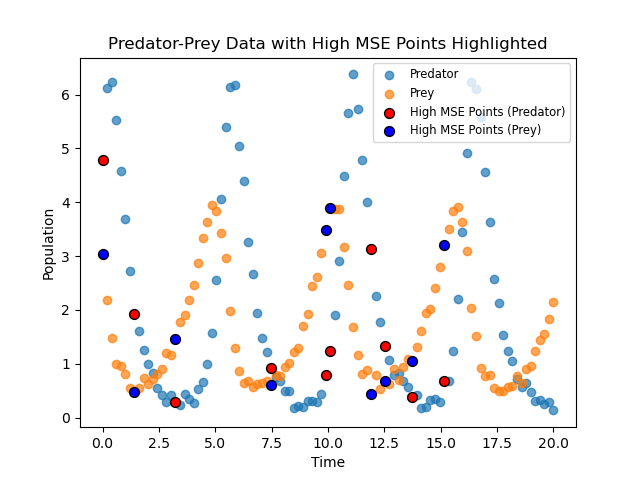 Predator-Prey Data with High MSE Points Highlighted
Predator
Prey
High MSE Points (Predator)
High MSE Points (Prey)
Population
6
5
4
3
2
1
0
0.0 2.5 5.0 7.5 10.0 12.5 15.0 17.5 20.0
Time